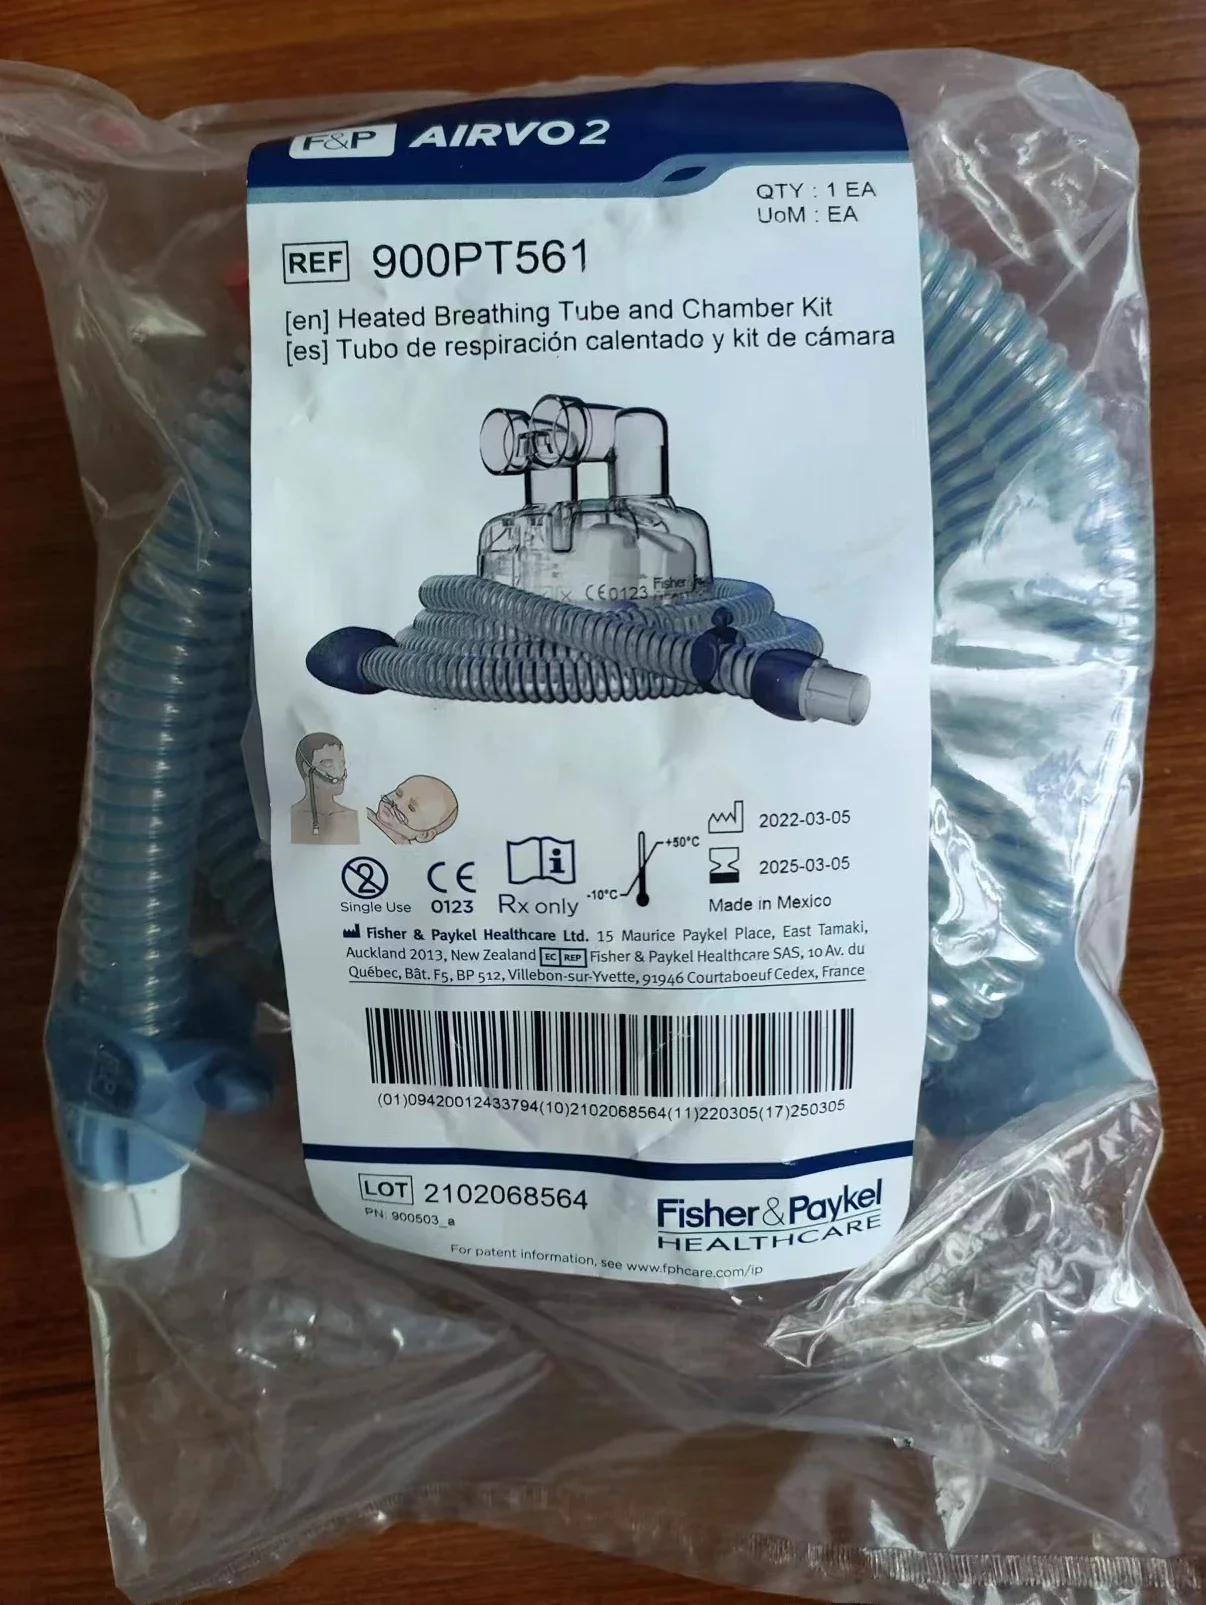 F&P AIRVO 2
QTY : 1 EA
UoM : EA
REF 900PT561
[en] Heated Breathing Tube and Chamber Kit
[es] Tubo de respiración calentado y kit de cámara
CE0123 Fisher
2022-03-05
+50°C
2025-03-05
-10°C
2
CE
0123
i
Single Use
Rx only
Made in Mexico
Fisher & Paykel Healthcare Ltd. 15 Maurice Paykel Place, East Tamaki,
Auckland 2013, New Zealand EC REP Fisher & Paykel Healthcare SAS, 10 Av. du
Québec, Bât. F5, BP 512, Villebon-sur-Yvette, 91946 Courtaboeuf Cedex, France
(01)09420012433794(10)2102068564(11)220305(17)250305
LOT 2102068564
PN: 900503_a
Fisher & Paykel
HEALTHCARE
For patent information, see www.fphcare.com/ip
F&P